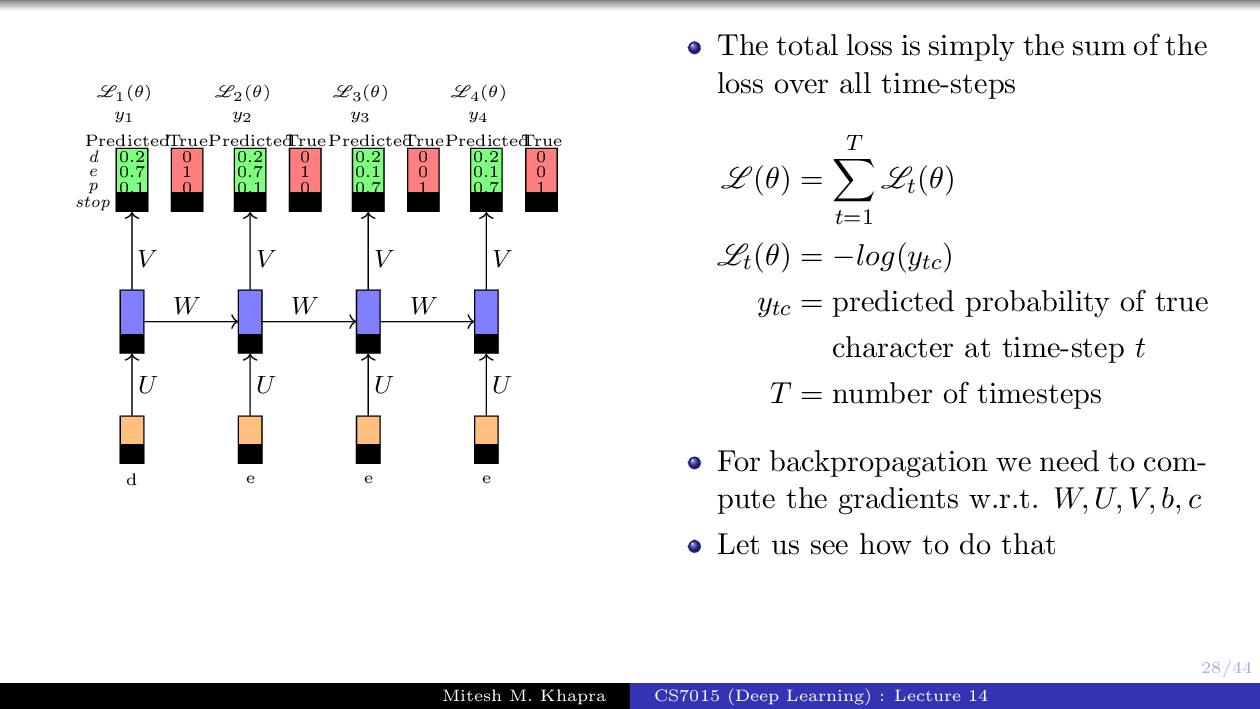 ℒ₁(θ) ℒ₂(θ) ℒ₃(θ) ℒ₄(θ)
y₁ y₂ y₃ y₄
Predicted True Predicted True Predicted True Predicted True
d 0.2 0 0.2 0 0.2 0 0.2 0
e 0.7 1 0.7 1 0.1 0 0.1 0
p 0.1 0 0.1 0 0.7 1 0.7 1
stop
V V V V
W W W
U U U U
d e e e
The total loss is simply the sum of the
loss over all time-steps
ℒ(θ) = ∑_{t=1}^{T} ℒₜ(θ)
ℒₜ(θ) = −log(y_{tc})
y_{tc} = predicted probability of true
character at time-step t
T = number of timesteps
For backpropagation we need to com-
pute the gradients w.r.t. W, U, V, b, c
Let us see how to do that
28/44
Mitesh M. Khapra CS7015 (Deep Learning) : Lecture 14